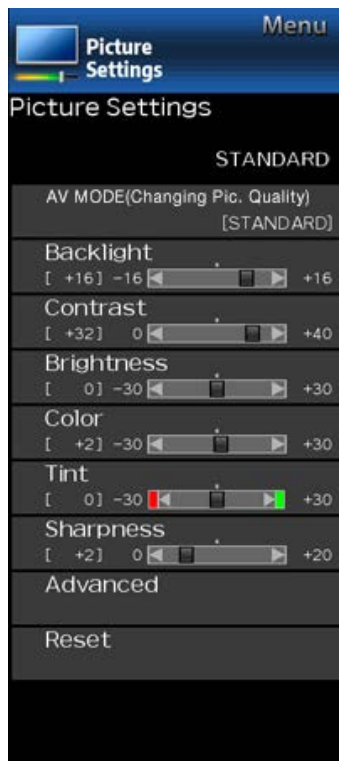 Menu
Picture
Settings
Picture Settings
STANDARD
AV MODE(Changing Pic. Quality)
[STANDARD]
Backlight
[ +16] -16 +16
Contrast
[ +32] 0 +40
Brightness
[ 0] -30 +30
Color
[ +2] -30 +30
Tint
[ 0] -30 +30
Sharpness
[ +2] 0 +20
Advanced
Reset